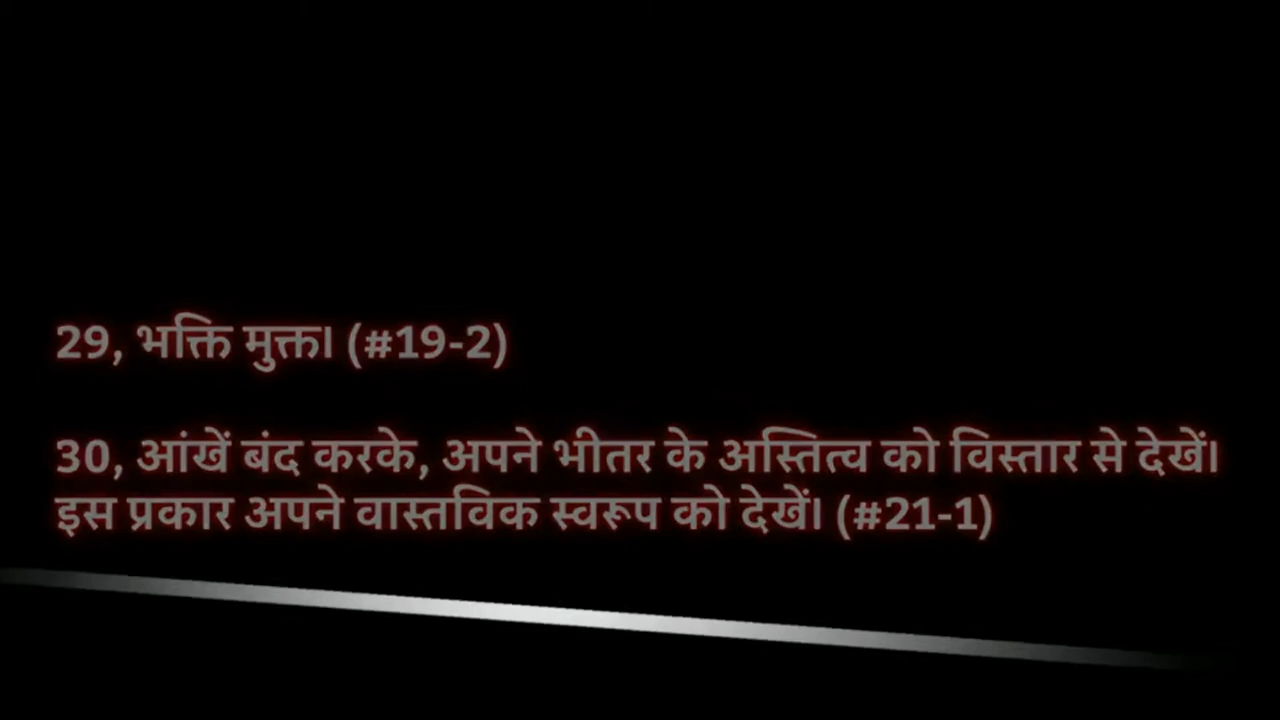 29, भक्ति मुक्त। (#19-2)
30, आंखें बंद करके, अपने भीतर के अस्तित्व को विस्तार से देखें।
इस प्रकार अपने वास्तविक स्वरूप को देखें। (#21-1)